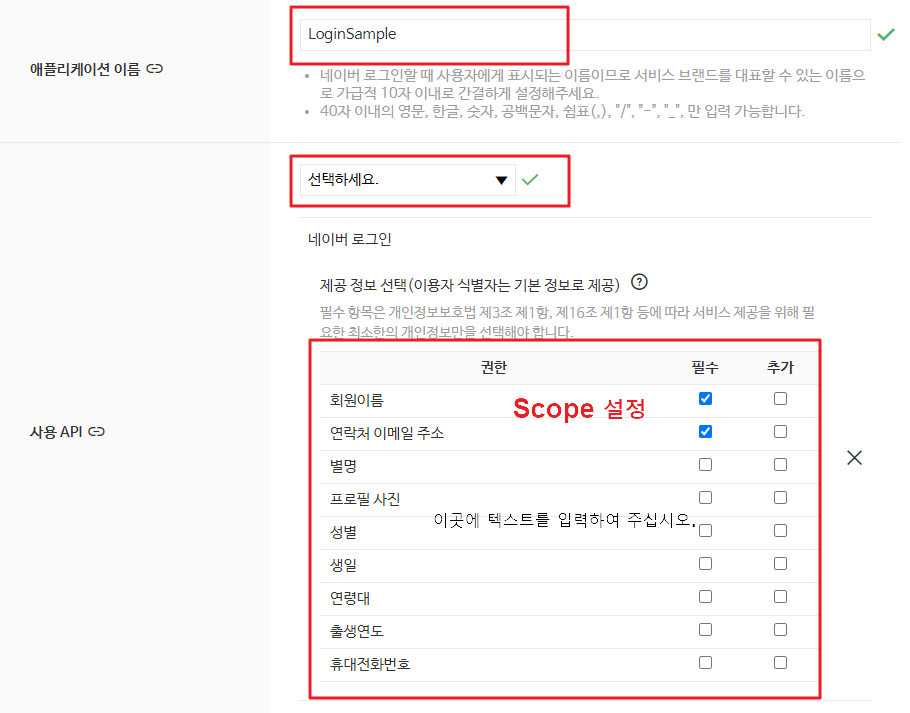 LoginSample
애플리케이션 이름
네이버 로그인할 때 사용자에게 표시되는 이름이므로 서비스 브랜드를 대표할 수 있는 이름으
로 가급적 10자 이내로 간결하게 설정해주세요.
40자 이내의 영문, 한글, 숫자, 공백문자, 쉼표(,), "/", "-", "_", 만 입력 가능합니다.
선택하세요.
네이버 로그인
제공 정보 선택(이용자 식별자는 기본 정보로 제공)
필수 항목은 개인정보보호법 제3조 제1항, 제16조 제1항 등에 따라 서비스 제공을 위해 필
요한 최소한의 개인정보만을 선택해야 합니다.
권한 필수 추가
회원이름
Scope 설정
사용 API
연락처 이메일 주소
별명
프로필 사진
이곳에 텍스트를 입력하여 주십시오.
성별
생일
연령대
출생연도
휴대전화번호